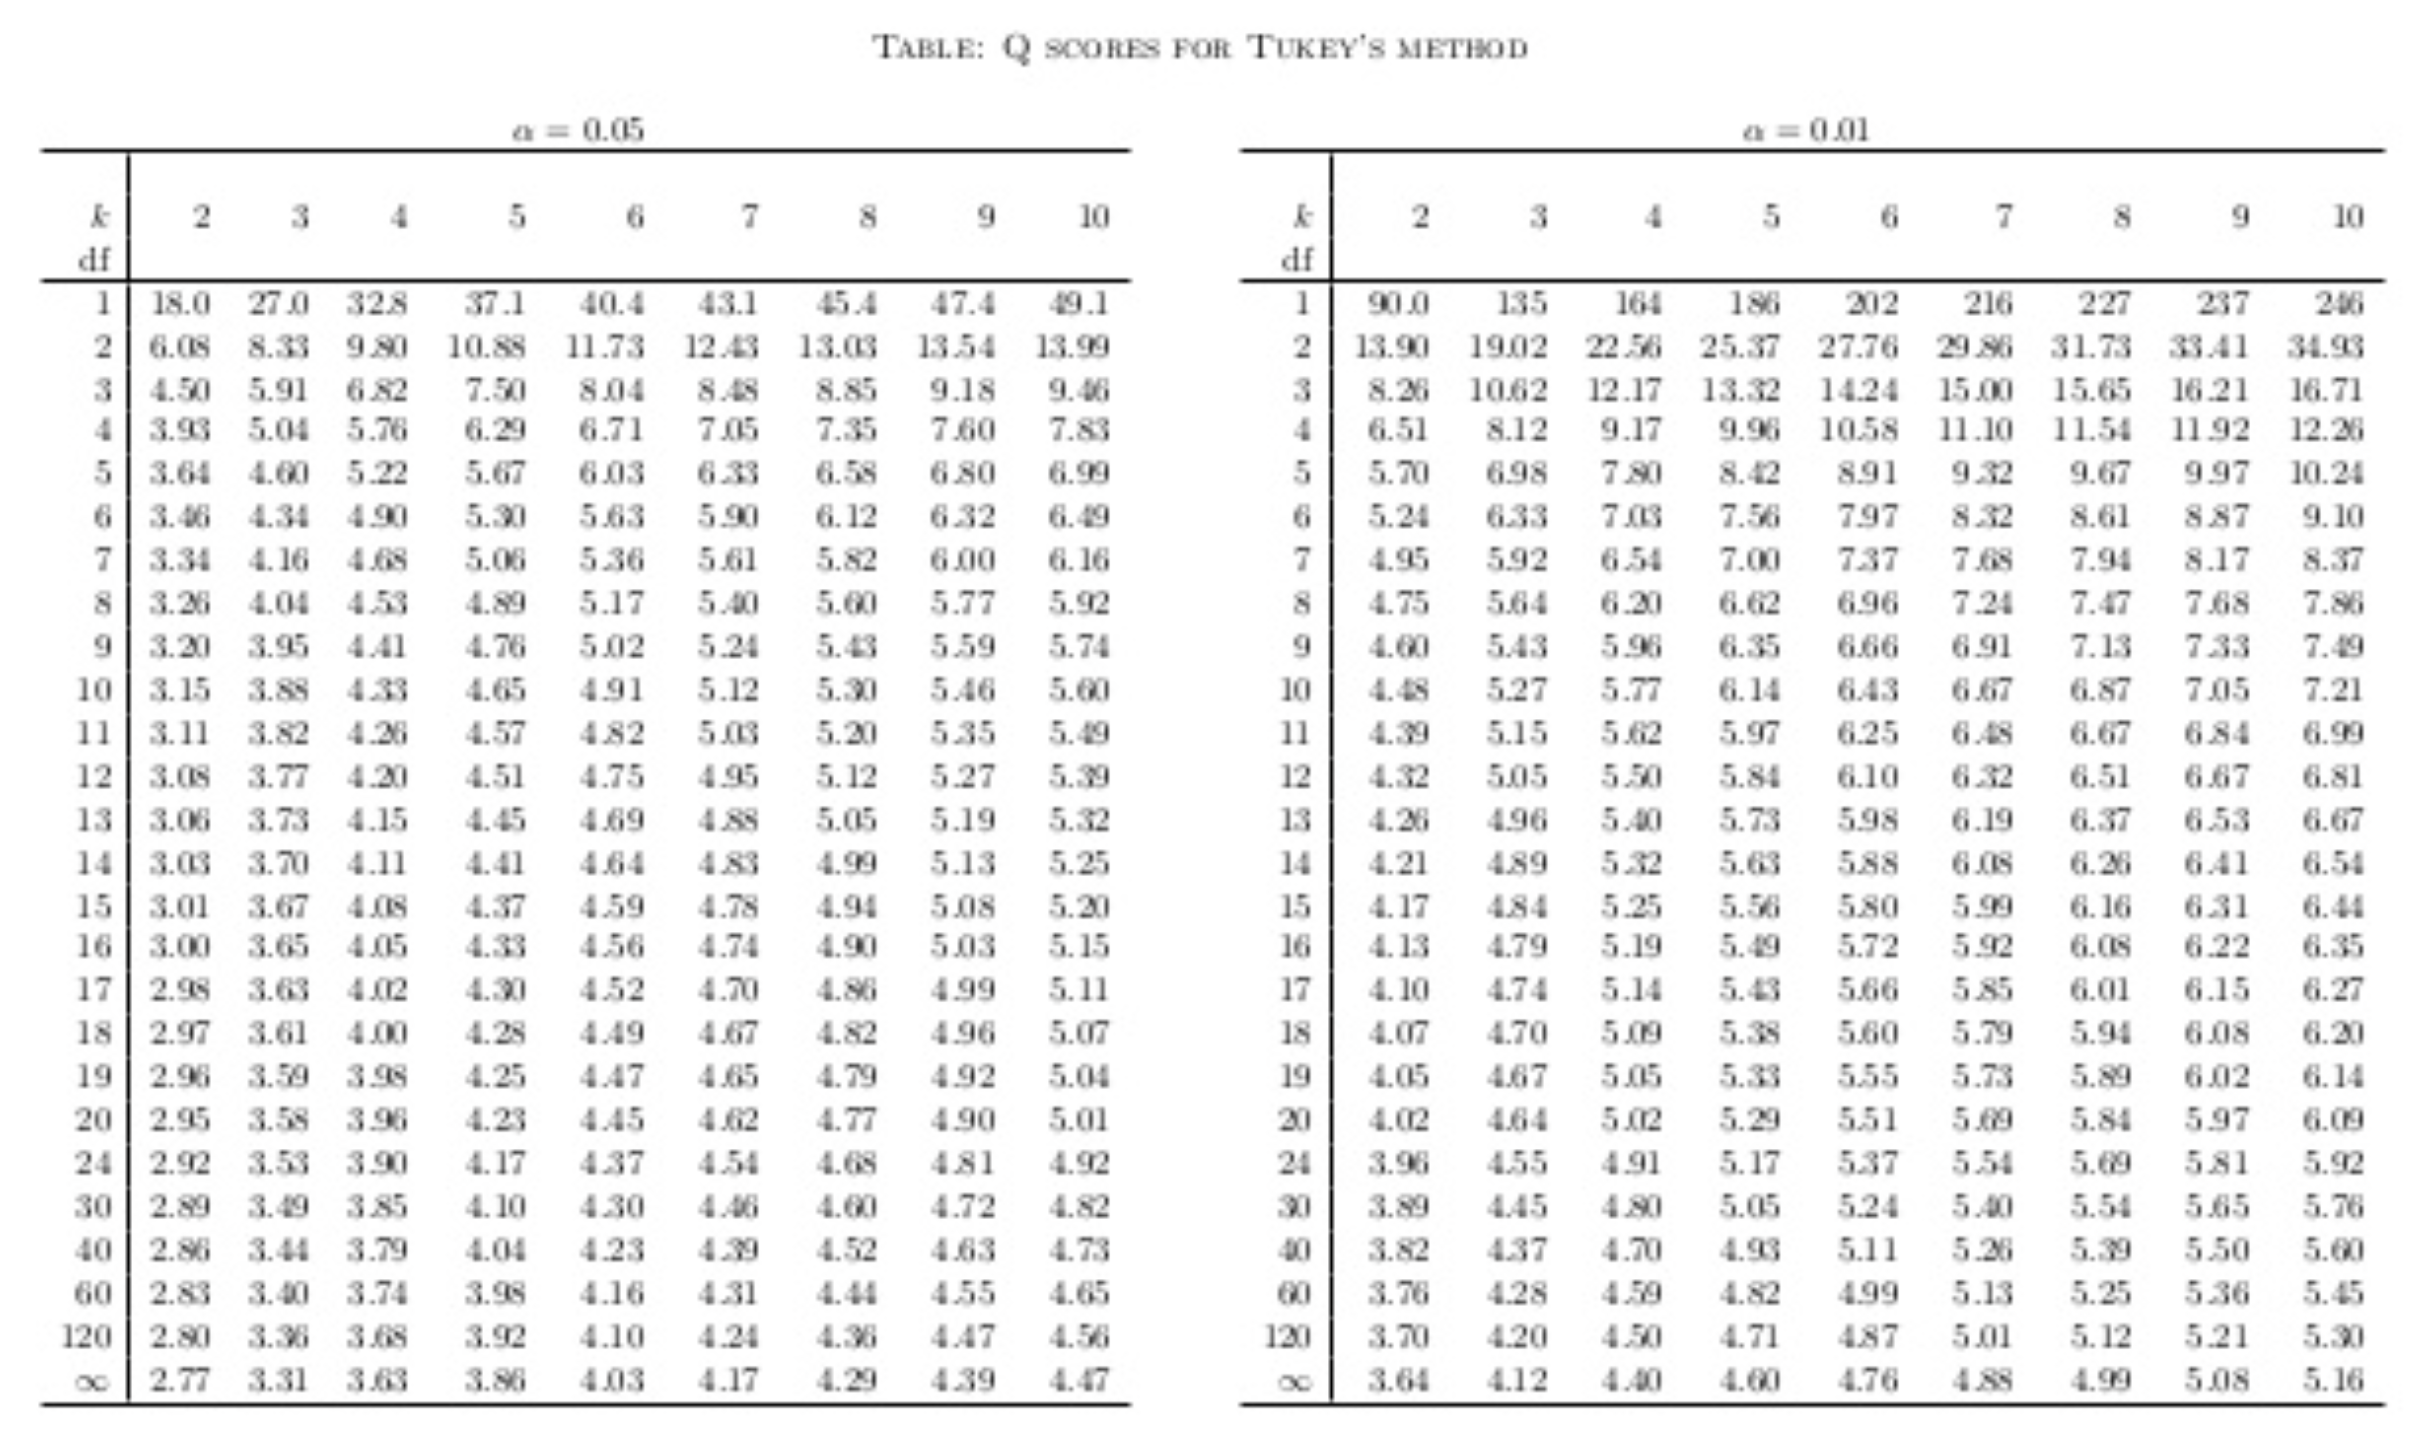 TABLE: Q SCORES FOR TUKEY'S METHOD
α = 0.05 α = 0.01
k 2 3 4 5 6 7 8 9 10 k 2 3 4 5 6 7 8 9 10
df df
1 18.0 27.0 32.8 37.1 40.4 43.1 45.4 47.4 49.1 1 90.0 135 164 186 202 216 227 237 246
2 6.08 8.33 9.80 10.88 11.73 12.43 13.03 13.54 13.99 2 13.90 19.02 22.56 25.37 27.76 29.86 31.73 33.41 34.93
3 4.50 5.91 6.82 7.50 8.04 8.48 8.85 9.18 9.46 3 8.26 10.62 12.17 13.32 14.24 15.00 15.65 16.21 16.71
4 3.93 5.04 5.76 6.29 6.71 7.05 7.35 7.60 7.83 4 6.51 8.12 9.17 9.96 10.58 11.10 11.54 11.92 12.26
5 3.64 4.60 5.22 5.67 6.03 6.33 6.58 6.80 6.99 5 5.70 6.98 7.80 8.42 8.91 9.32 9.67 9.97 10.24
6 3.46 4.34 4.90 5.30 5.63 5.90 6.12 6.32 6.49 6 5.24 6.33 7.03 7.56 7.97 8.32 8.61 8.87 9.10
7 3.34 4.16 4.68 5.06 5.36 5.61 5.82 6.00 6.16 7 4.95 5.92 6.54 7.00 7.37 7.68 7.94 8.17 8.37
8 3.26 4.04 4.53 4.89 5.17 5.40 5.60 5.77 5.92 8 4.75 5.64 6.20 6.62 6.96 7.24 7.47 7.68 7.86
9 3.20 3.95 4.41 4.76 5.02 5.24 5.43 5.59 5.74 9 4.60 5.43 5.96 6.35 6.66 6.91 7.13 7.33 7.49
10 3.15 3.88 4.33 4.65 4.91 5.12 5.30 5.46 5.60 10 4.48 5.27 5.77 6.14 6.43 6.67 6.87 7.05 7.21
11 3.11 3.82 4.26 4.57 4.82 5.03 5.20 5.35 5.49 11 4.39 5.15 5.62 5.97 6.25 6.48 6.67 6.84 6.99
12 3.08 3.77 4.20 4.51 4.75 4.95 5.12 5.27 5.39 12 4.32 5.05 5.50 5.84 6.10 6.32 6.51 6.67 6.81
13 3.06 3.73 4.15 4.45 4.69 4.88 5.05 5.19 5.32 13 4.26 4.96 5.40 5.73 5.98 6.19 6.37 6.53 6.67
14 3.03 3.70 4.11 4.41 4.64 4.83 4.99 5.13 5.25 14 4.21 4.89 5.32 5.63 5.88 6.08 6.26 6.41 6.54
15 3.01 3.67 4.08 4.37 4.59 4.78 4.94 5.08 5.20 15 4.17 4.84 5.25 5.56 5.80 5.99 6.16 6.31 6.44
16 3.00 3.65 4.05 4.33 4.56 4.74 4.90 5.03 5.15 16 4.13 4.79 5.19 5.49 5.72 5.92 6.08 6.22 6.35
17 2.98 3.63 4.02 4.30 4.52 4.70 4.86 4.99 5.11 17 4.10 4.74 5.14 5.43 5.66 5.85 6.01 6.15 6.27
18 2.97 3.61 4.00 4.28 4.49 4.67 4.82 4.96 5.07 18 4.07 4.70 5.09 5.38 5.60 5.79 5.94 6.08 6.20
19 2.96 3.59 3.98 4.25 4.47 4.65 4.79 4.92 5.04 19 4.05 4.67 5.05 5.33 5.55 5.73 5.89 6.02 6.14
20 2.95 3.58 3.96 4.23 4.45 4.62 4.77 4.90 5.01 20 4.02 4.64 5.02 5.29 5.51 5.69 5.84 5.97 6.09
24 2.92 3.53 3.90 4.17 4.37 4.54 4.68 4.81 4.92 24 3.96 4.55 4.91 5.17 5.37 5.54 5.69 5.81 5.92
30 2.89 3.49 3.85 4.10 4.30 4.46 4.60 4.72 4.82 30 3.89 4.45 4.80 5.05 5.24 5.40 5.54 5.65 5.76
40 2.86 3.44 3.79 4.04 4.23 4.39 4.52 4.63 4.73 40 3.82 4.37 4.70 4.93 5.11 5.26 5.39 5.50 5.60
60 2.83 3.40 3.74 3.98 4.16 4.31 4.44 4.55 4.65 60 3.76 4.28 4.59 4.82 4.99 5.13 5.25 5.36 5.45
120 2.80 3.36 3.68 3.92 4.10 4.24 4.36 4.47 4.56 120 3.70 4.20 4.50 4.71 4.87 5.01 5.12 5.21 5.30
∞ 2.77 3.31 3.63 3.86 4.03 4.17 4.29 4.39 4.47 ∞ 3.64 4.12 4.40 4.60 4.76 4.88 4.99 5.08 5.16